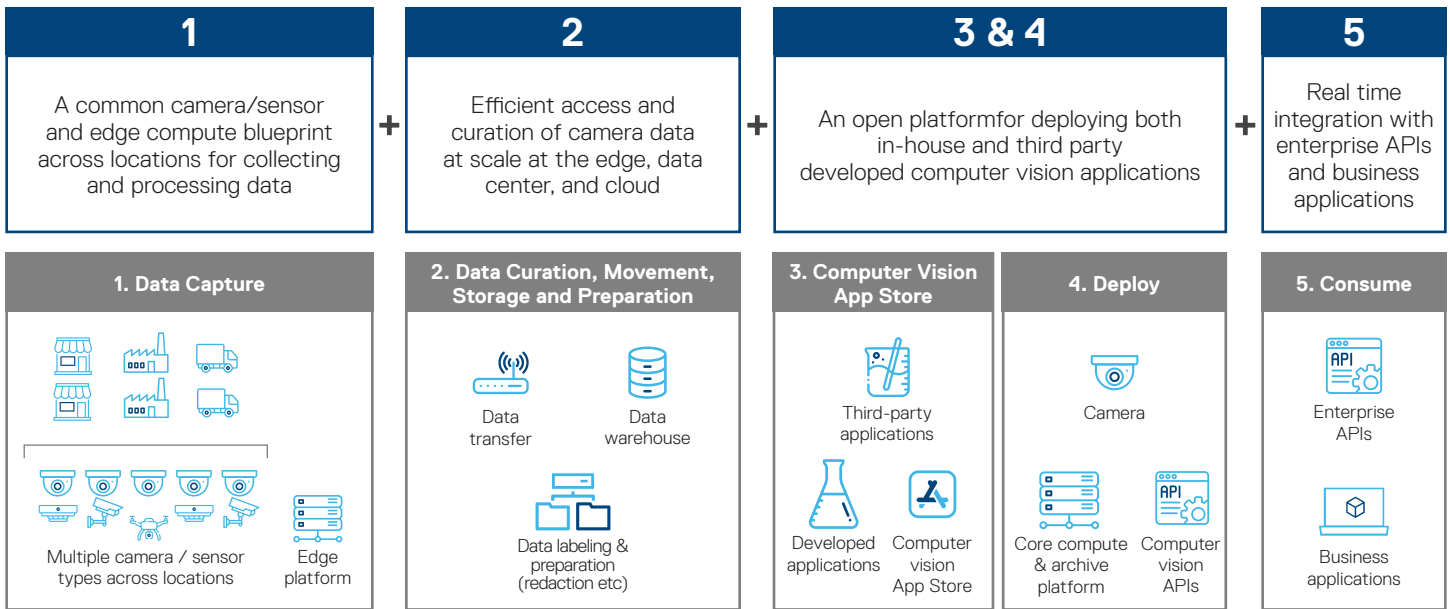 1
A common camera/sensor
and edge compute blueprint
across locations for collecting
and processing data
+
2
Efficient access and
curation of camera data
at scale at the edge, data
center, and cloud
+
3 & 4
An open platformfor deploying both
in-house and third party
developed computer vision applications
+
5
Real time
integration with
enterprise APIs
and business
applications
1. Data Capture
Multiple camera / sensor
types across locations
Edge
platform
2. Data Curation, Movement,
Storage and Preparation
Data
transfer
Data
warehouse
Data labeling &
preparation
(redaction etc)
3. Computer Vision
App Store
Third-party
applications
Developed
applications
Computer
vision
App Store
4. Deploy
Camera
Core compute
& archive
platform
API
Computer
vision
APIs
5. Consume
API
Enterprise
APIs
Business
applications